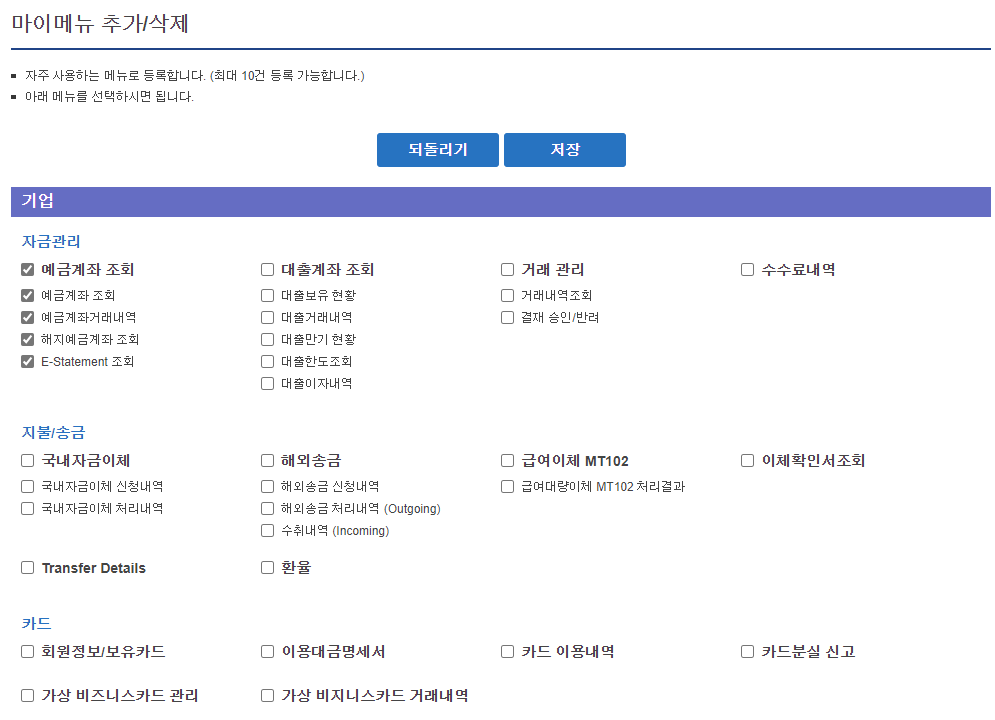 마이메뉴 추가/삭제
자주 사용하는 메뉴로 등록합니다. (최대 10건 등록 가능합니다.)
아래 메뉴를 선택하시면 됩니다.
되돌리기 저장
기업
자금관리
예금계좌 조회 대출계좌 조회 거래 관리 수수료내역
예금계좌 조회 대출보유 현황 거래내역조회
예금계좌거래내역 대출거래내역 결재 승인/반려
해지예금계좌 조회 대출만기 현황
E-Statement 조회 대출한도조회
대출이자내역
지불/송금
국내자금이체 해외송금 급여이체 MT102 이체확인서조회
국내자금이체 신청내역 해외송금 신청내역 급여대량이체 MT102 처리결과
국내자금이체 처리내역 해외송금 처리내역 (Outgoing)
수취내역 (Incoming)
Transfer Details 환율
카드
회원정보/보유카드 이용대금명세서 카드 이용내역 카드분실 신고
가상 비즈니스카드 관리 가상 비지니스카드 거래내역